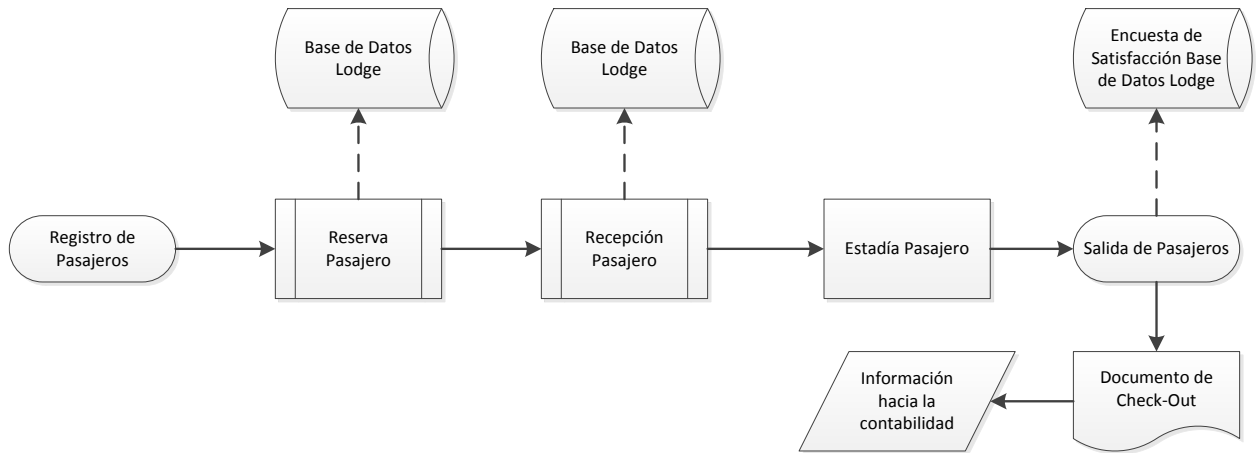 Base de Datos
Lodge
Base de Datos
Lodge
Encuesta de
Satisfacción Base
de Datos Lodge
Registro de
Pasajeros
Reserva
Pasajero
Recepción
Pasajero
Estadía Pasajero
Salida de Pasajeros
Información
hacia la
contabilidad
Documento de
Check-Out